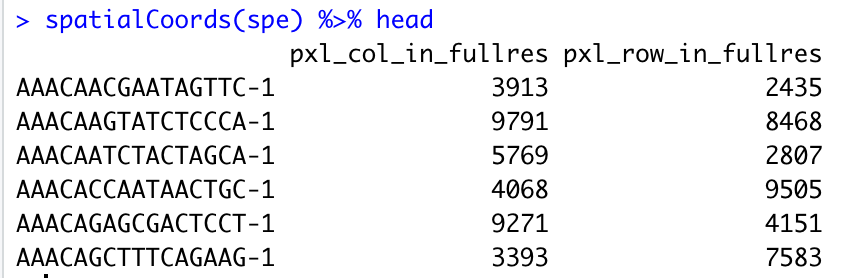 > spatialCoords(spe) %>% head
pxl_col_in_fullres pxl_row_in_fullres
AAACAACGAATAGTTC-1 3913 2435
AAACAAGTATCTCCCA-1 9791 8468
AAACAATCTACTAGCA-1 5769 2807
AAACACCAATAACTGC-1 4068 9505
AAACAGAGCGACTCCT-1 9271 4151
AAACAGCTTTCAGAAG-1 3393 7583